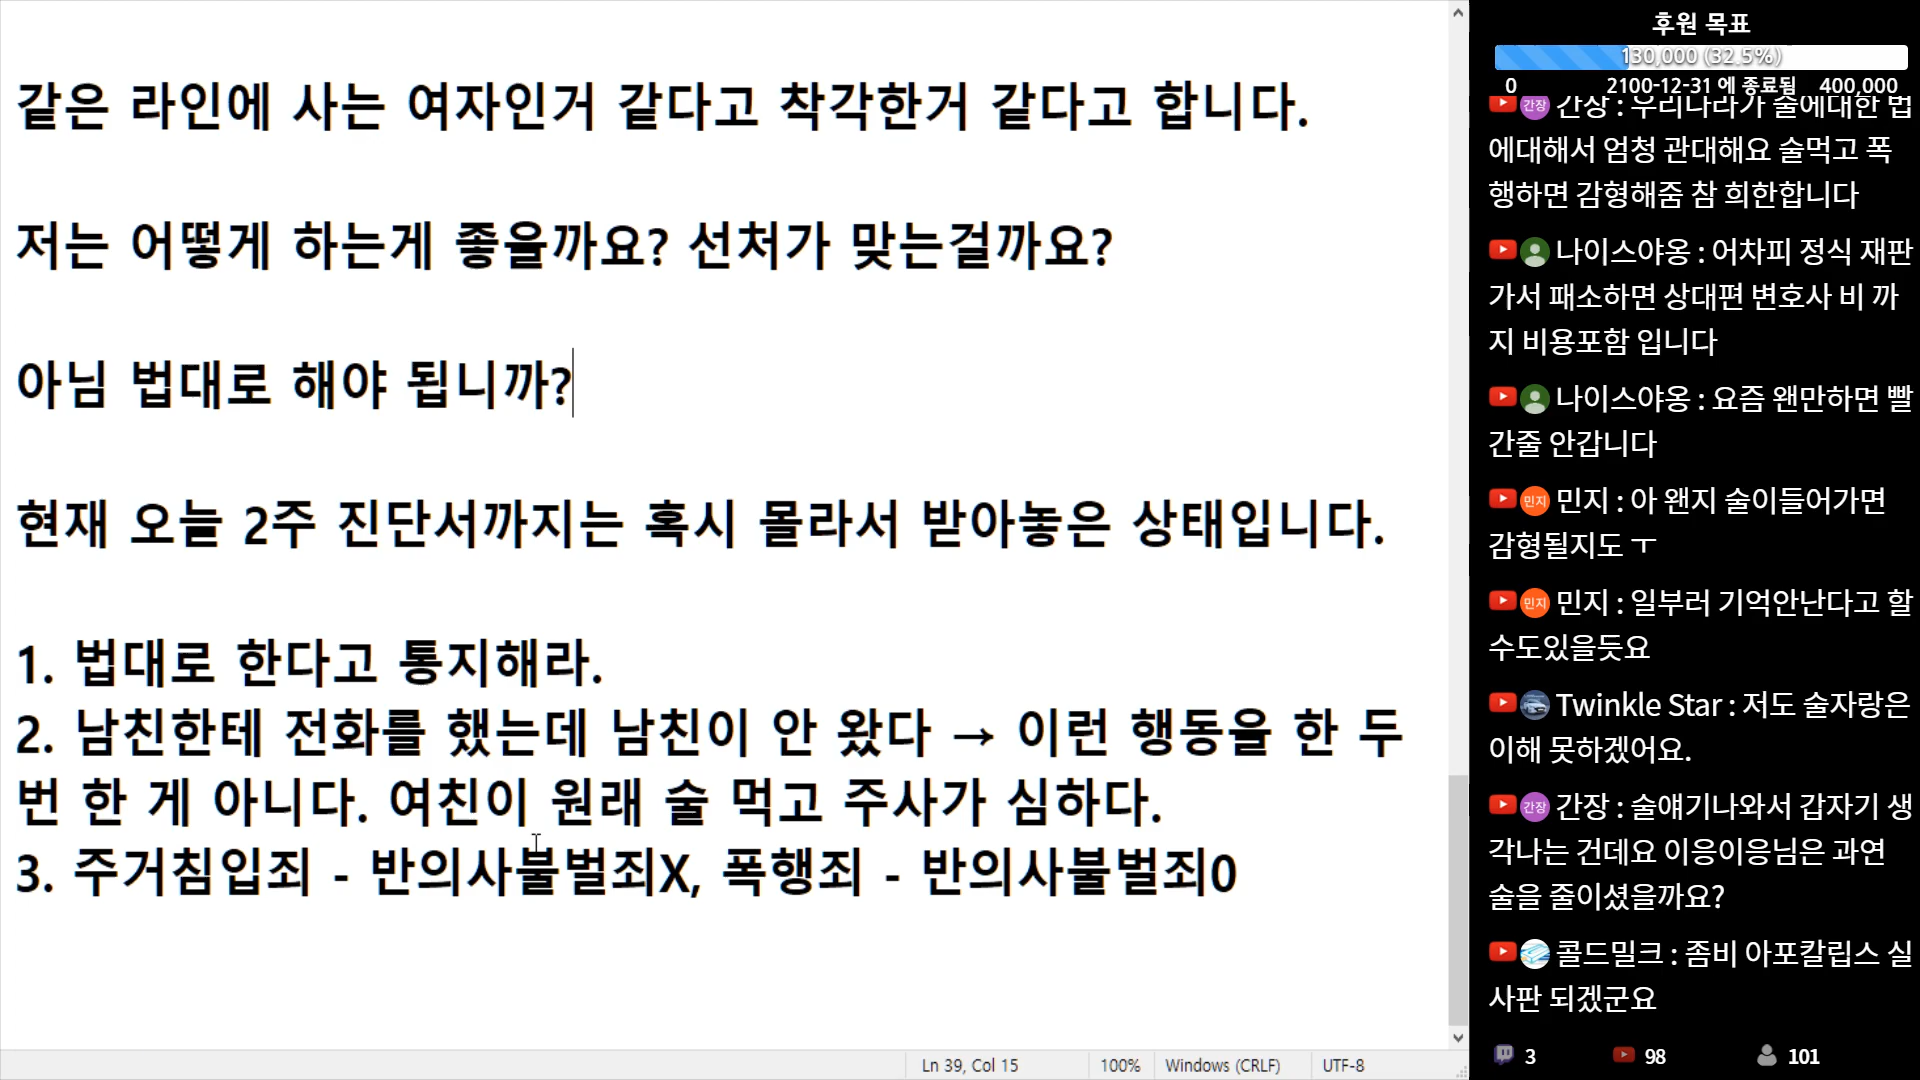 같은 라인에 사는 여자인거 같다고 착각한거 같다고 합니다.
저는 어떻게 하는게 좋을까요? 선처가 맞는걸까요?
아님 법대로 해야 됩니까?
현재 오늘 2주 진단서까지는 혹시 몰라서 받아놓은 상태입니다.
1. 법대로 한다고 통지해라.
2. 남친한테 전화를 했는데 남친이 안 왔다 → 이런 행동을 한 두
번 한 게 아니다. 여친이 원래 술 먹고 주사가 심하다.
3. 주거침입죄 - 반의사불벌죄X, 폭행죄 - 반의사불벌죄0
Ln 39, Col 15
100%
Windows (CRLF)
UTF-8
후원 목표
130,000 (32.5%)
0 2100-12-31 에 종료됨 400,000
간장 간장 : 우리나라가 술에대한 법
에대해서 엄청 관대해요 술먹고 폭
행하면 감형해줌 참 희한합니다
나이스야옹 : 어차피 정식 재판
가서 패소하면 상대편 변호사 비 까
지 비용포함 입니다
나이스야옹 : 요즘 왠만하면 빨
간줄 안갑니다
민지 민지 : 아 왠지 술이들어가면
감형될지도 ㅜ
민지 민지 : 일부러 기억안난다고 할
수도있을듯요
Twinkle Star : 저도 술자랑은
이해 못하겠어요.
간장 간장 : 술얘기나와서 갑자기 생
각나는 건데요 이응이응님은 과연
술을 줄이셨을까요?
콜드밀크 : 좀비 아포칼립스 실
사판 되겠군요
3 98 101